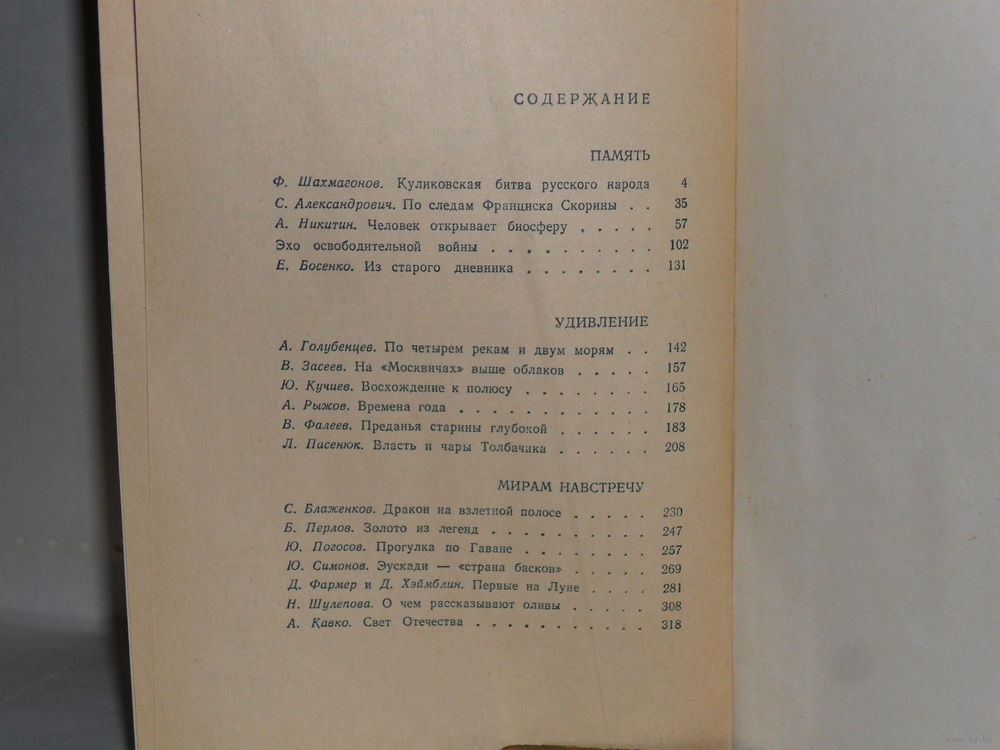 СОДЕРЖАНИЕ
ПАМЯТЬ
Ф. Шахмагонов. Куликовская битва русского народа 4
С. Александрович. По следам Франциска Скорины . . 35
А. Никитин. Человек открывает биосферу . . . . . 57
Эхо освободительной войны . . . . . . . . . 102
Е. Босенко. Из старого дневника . . . . . . . . 131
УДИВЛЕНИЕ
А. Голубенцев. По четырем рекам и двум морям . . 142
В. Засеев. На «Москвичах» выше облаков . . . . . 157
Ю. Кучиев. Восхождение к полюсу . . . . . . . 165
А. Рыжов. Времена года . . . . . . . . . . 178
В. Фалеев. Преданья старины глубокой . . . . . . 183
Л. Пасенюк. Власть и чары Толбачика . . . . . . 208
МИРАМ НАВСТРЕЧУ
С. Блаженков. Дракон на взлетной полосе . . . . . 230
Б. Перлов. Золото из легенд . . . . . . . . . 247
Ю. Погосов. Прогулка по Гаване . . . . . . . 257
Ю. Симонов. Эускади — «страна басков» . . . . . 269
Д. Фармер и Д. Хэймблин. Первые на Луне . . . . 281
Н. Шулепова. О чем рассказывают оливы . . . . . 308
А. Кавко. Свет Отечества . . . . . . . . . . 318
www.ay.by